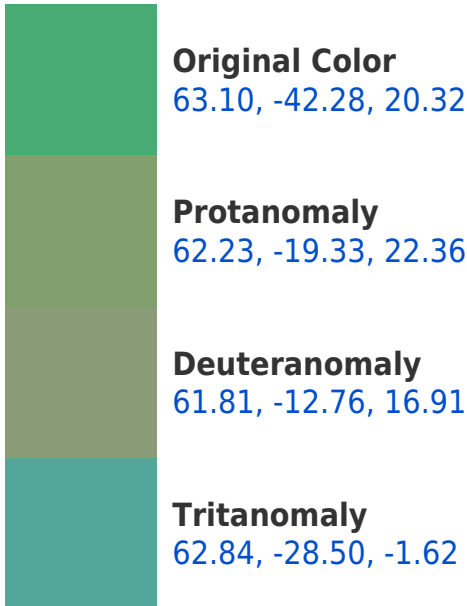 Original Color
63.10, -42.28, 20.32
Protanomaly
62.23, -19.33, 22.36
Deuteranomaly
61.81, -12.76, 16.91
Tritanomaly
62.84, -28.50, -1.62